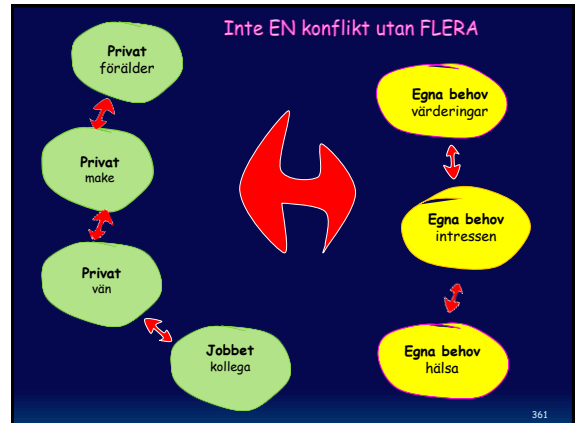 Inte EN konflikt utan FLERA
Privat
förälder
Privat
make
Privat
vän
Jobbet
kollega
Egna behov
värderingar
Egna behov
intressen
Egna behov
hälsa
361